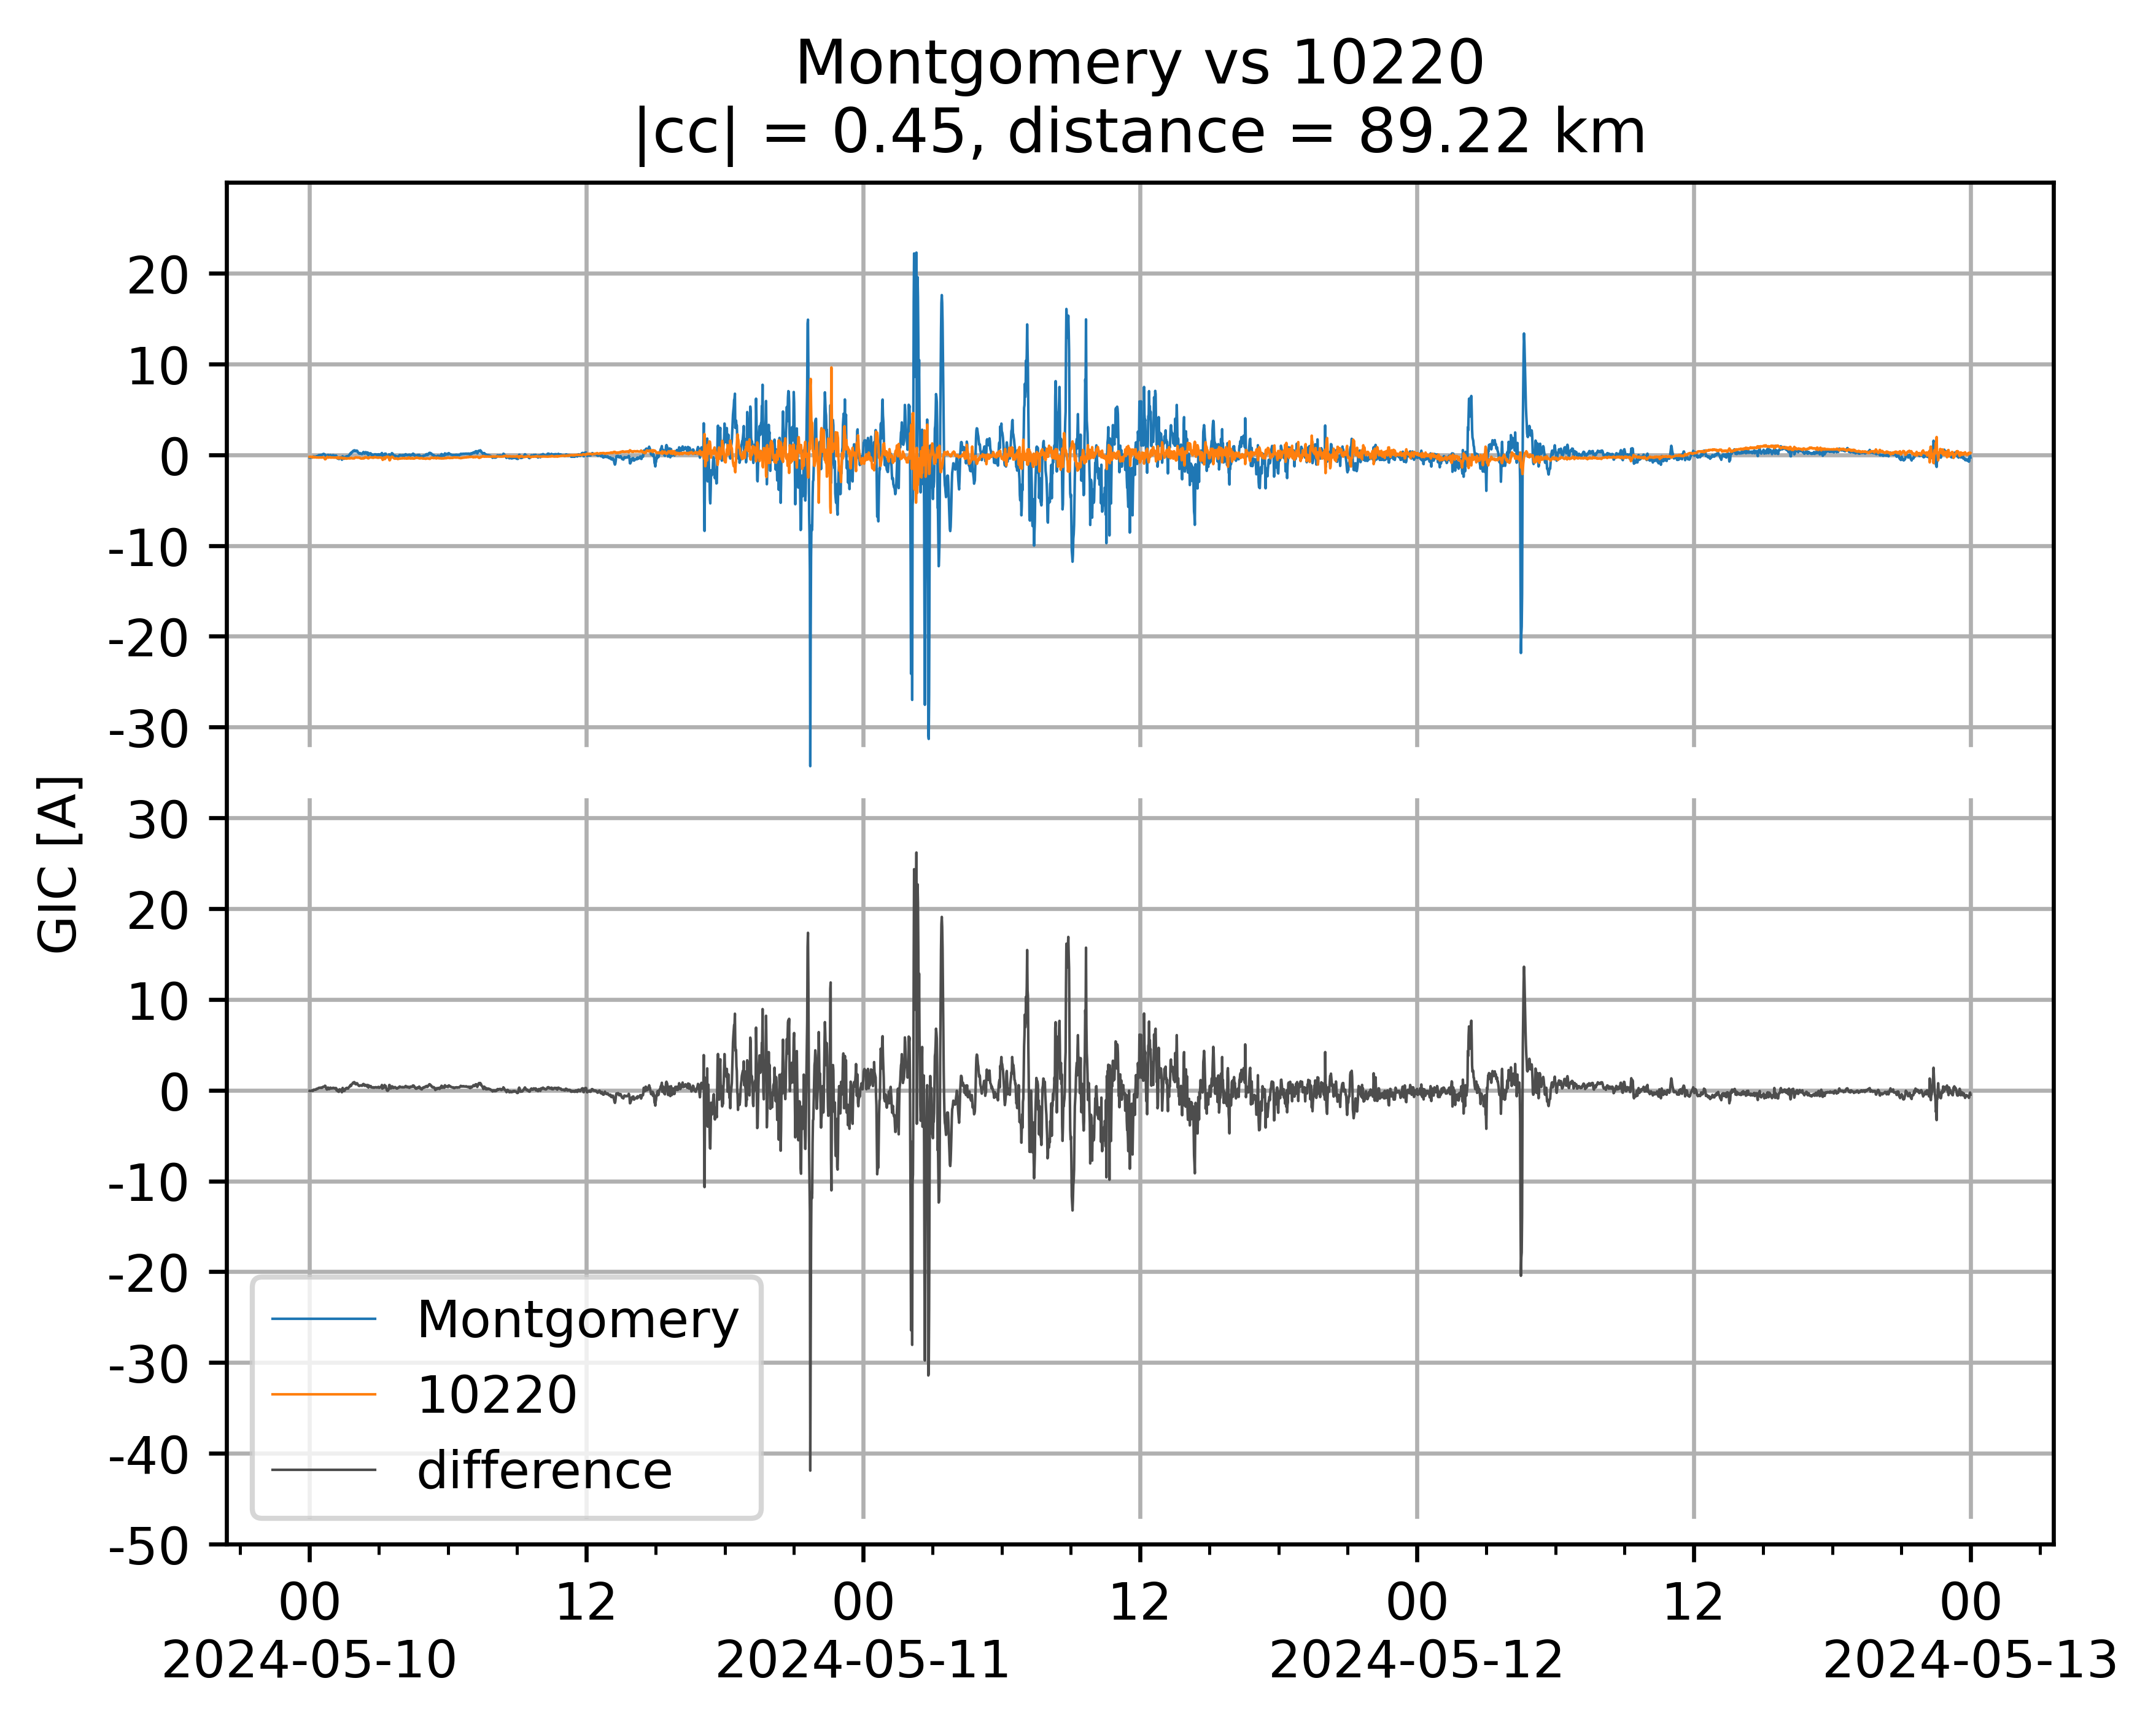 Montgomery vs 10220
|cc| = 0.45, distance = 89.22 km
GIC [A]
20
10
0
-10
-20
-30
30
20
10
0
-10
-20
-30
-40
-50
Montgomery
10220
difference
00 12 00 12 00 12 00
2024-05-10 2024-05-11 2024-05-12 2024-05-13